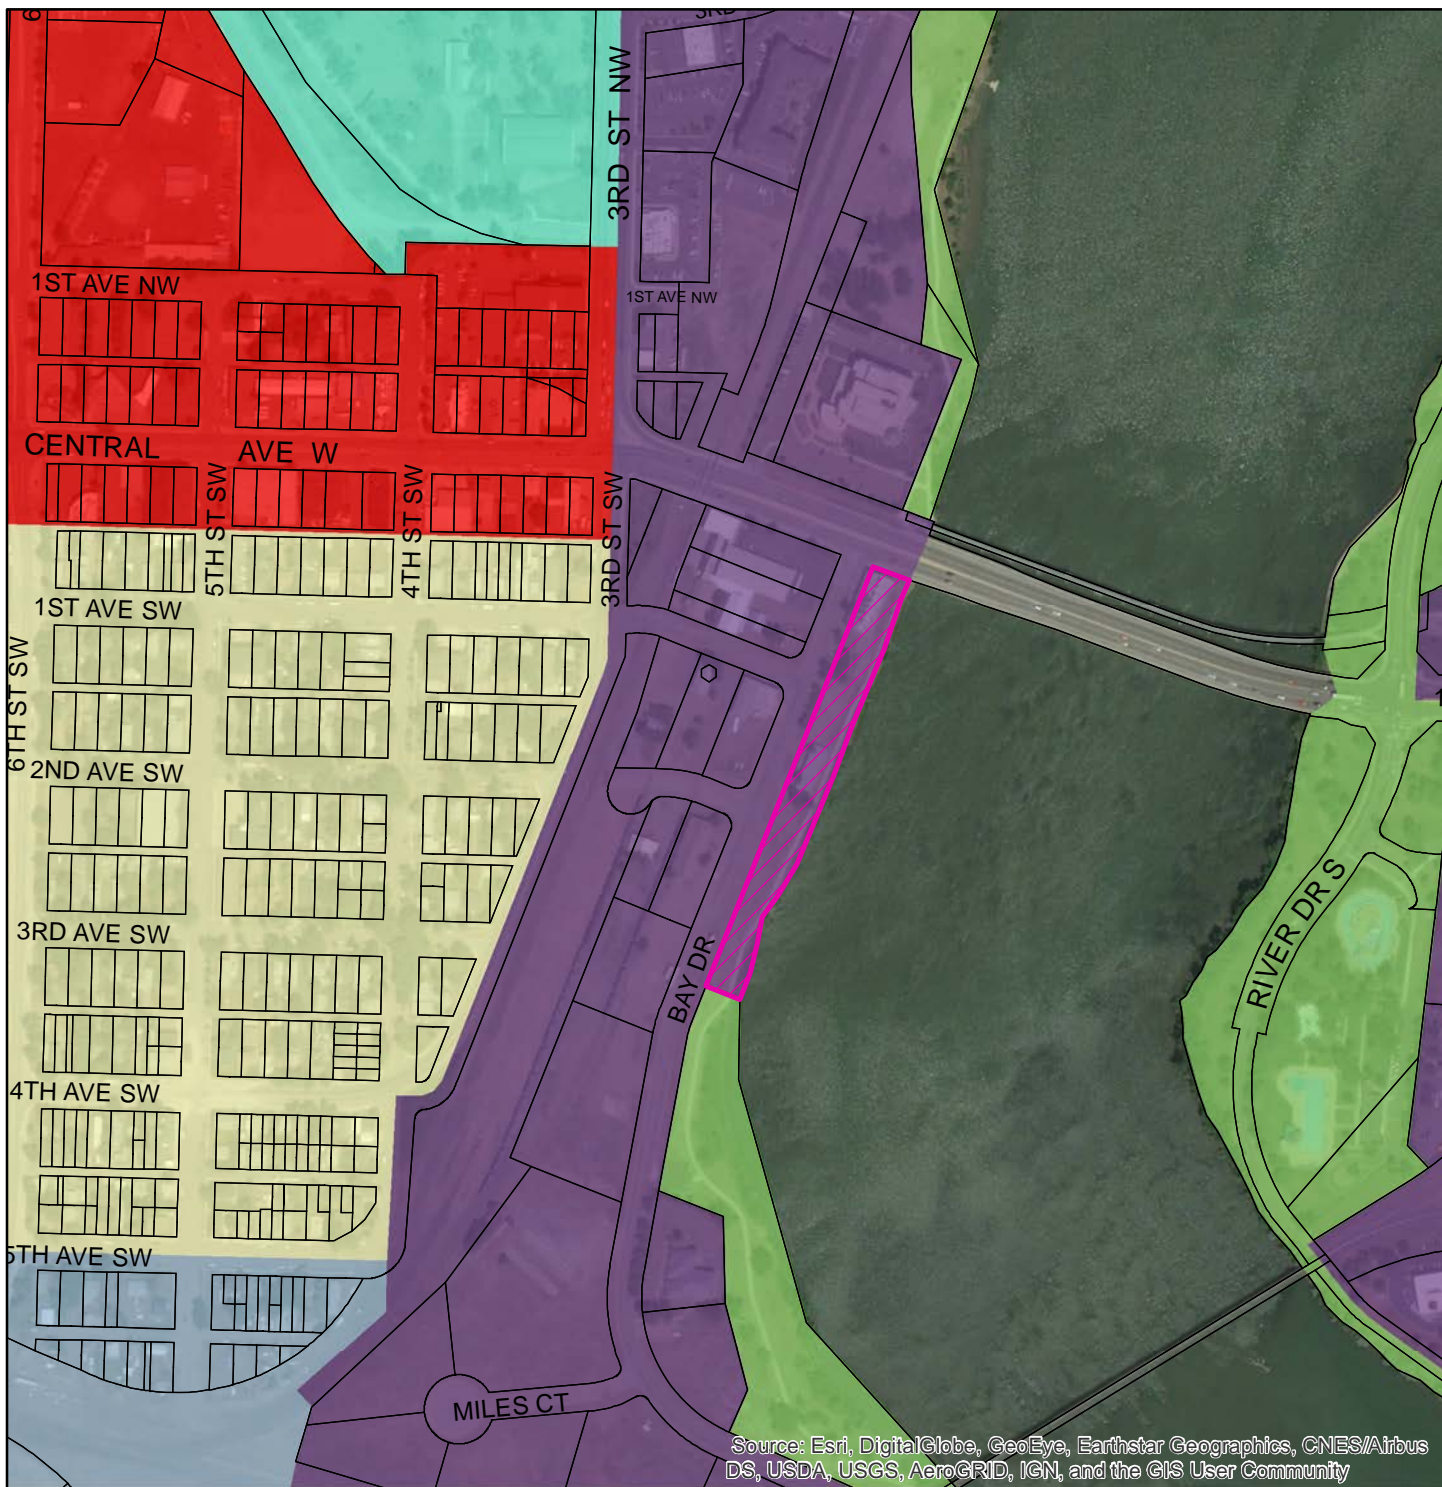 3RD ST NW
1ST AVE NW
1ST AVE NW
CENTRAL AVE W
5TH ST SW
4TH ST SW
3RD ST SW
1ST AVE SW
6TH ST SW
2ND AVE SW
3RD AVE SW
BAY DR
RIVER DR S
4TH AVE SW
5TH AVE SW
MILES CT
Source: Esri, DigitalGlobe, GeoEye, Earthstar Geographics, CNES/Airbus
DS, USDA, USGS, AeroGRID, IGN, and the GIS User Community